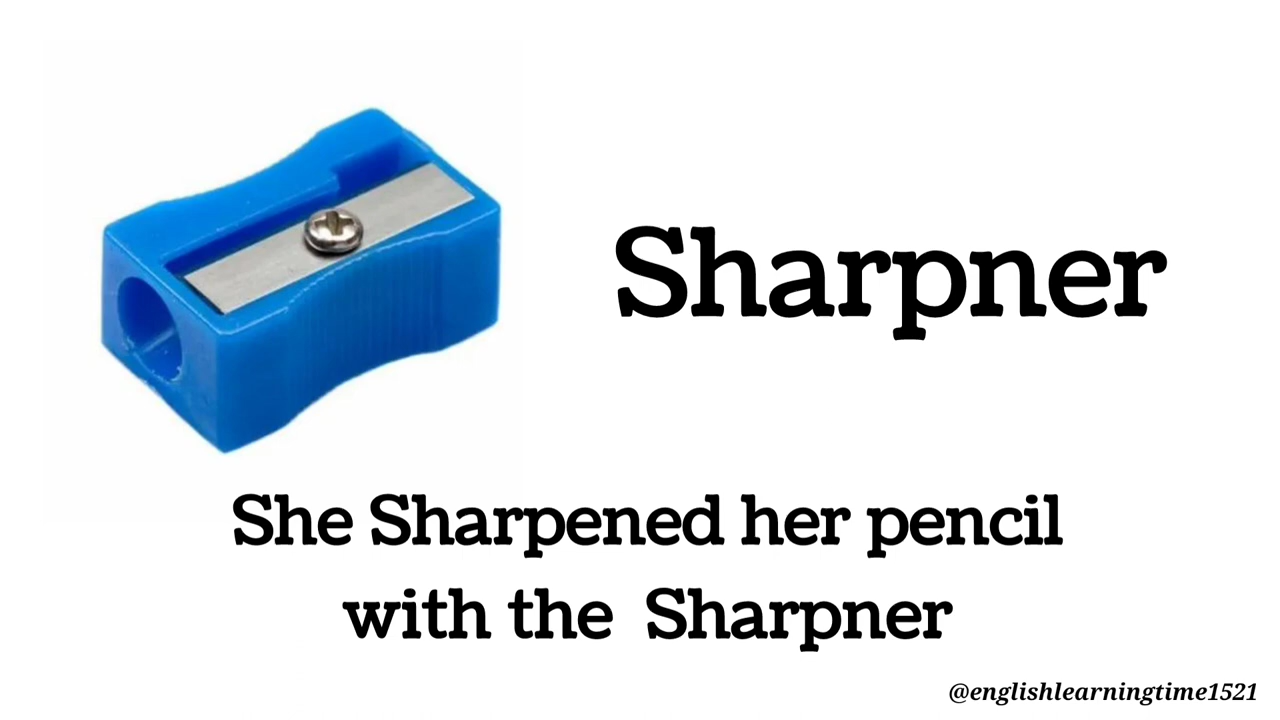 Sharpner
She Sharpened her pencil
with the Sharpner
@englishlearningtime1521